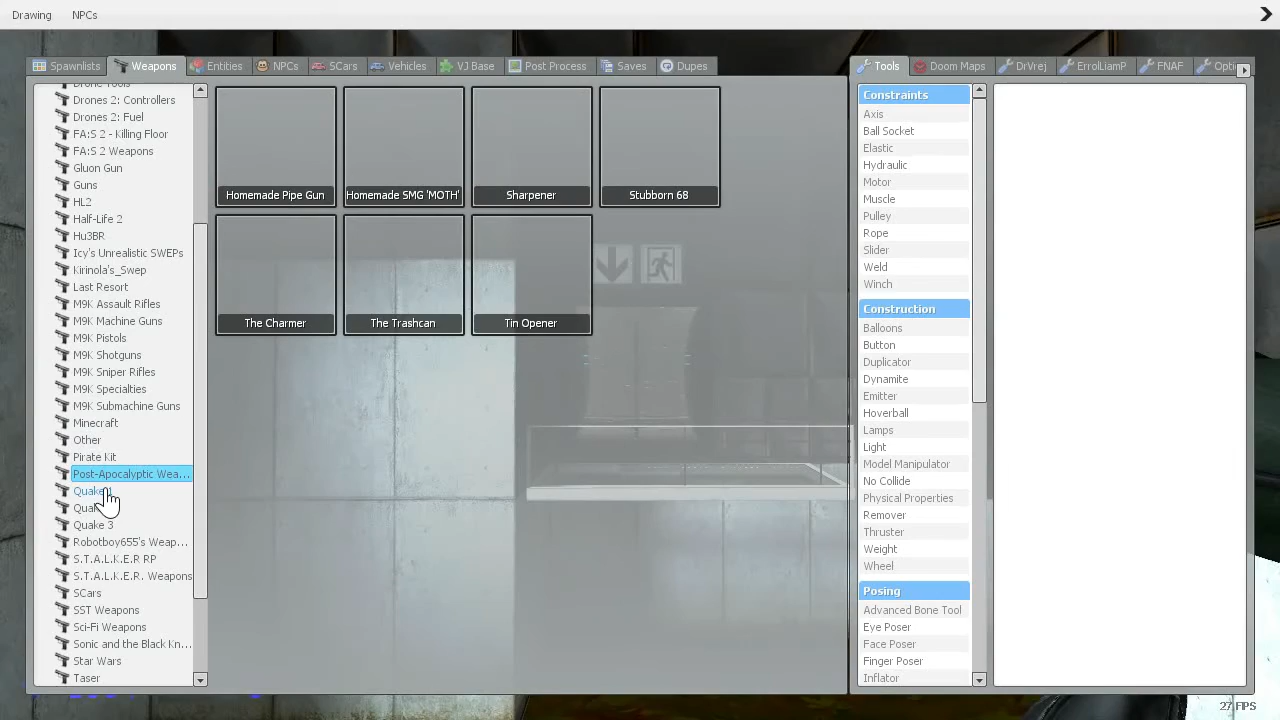 Drawing NPCs
Spawnlists Weapons Entities NPCs SCars Vehicles VJ Base Post Process Saves Dupes
Drones 2: Controllers
Drones 2: Fuel
FA:S 2 - Killing Floor
FA:S 2 Weapons
Gluon Gun
Guns
HL2
Half-Life 2
Hu3BR
Icy's Unrealistic SWEPs
Kirinola's_Swep
Last Resort
M9K Assault Rifles
M9K Machine Guns
M9K Pistols
M9K Shotguns
M9K Sniper Rifles
M9K Specialties
M9K Submachine Guns
Minecraft
Other
Pirate Kit
Post-Apocalyptic Wea...
Quake
Quake 3
Robotboy655's Weap...
S.T.A.L.K.E.R RP
S.T.A.L.K.E.R. Weapons
SCars
SST Weapons
Sci-Fi Weapons
Sonic and the Black Kn...
Star Wars
Taser
Homemade Pipe Gun Homemade SMG 'MOTH' Sharpener Stubborn 68
The Charmer The Trashcan Tin Opener
Tools Doom Maps DrVrej ErrolLiamP FNAF Opti
Constraints
Axis
Ball Socket
Elastic
Hydraulic
Motor
Muscle
Pulley
Rope
Slider
Weld
Winch
Construction
Balloons
Button
Duplicator
Dynamite
Emitter
Hoverball
Lamps
Light
Model Manipulator
No Collide
Physical Properties
Remover
Thruster
Weight
Wheel
Posing
Advanced Bone Tool
Eye Poser
Face Poser
Finger Poser
Inflator
27 FPS